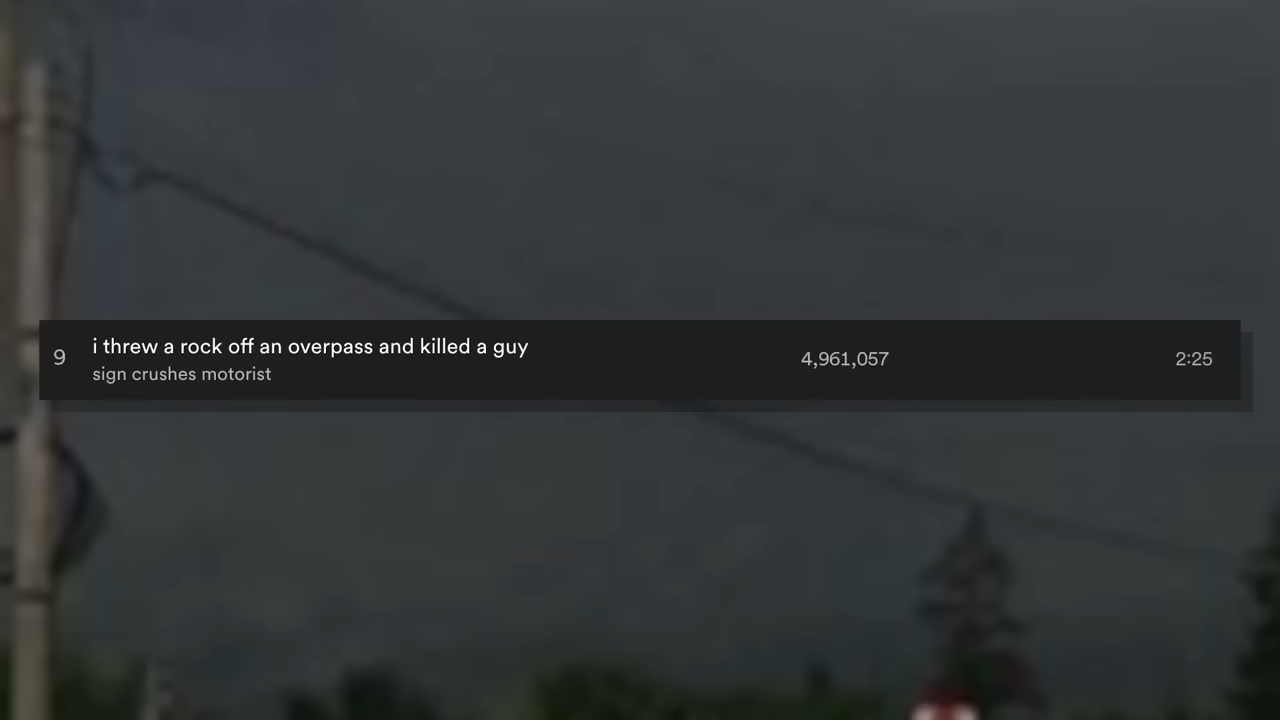 9
i threw a rock off an overpass and killed a guy
sign crushes motorist
4,961,057
2:25